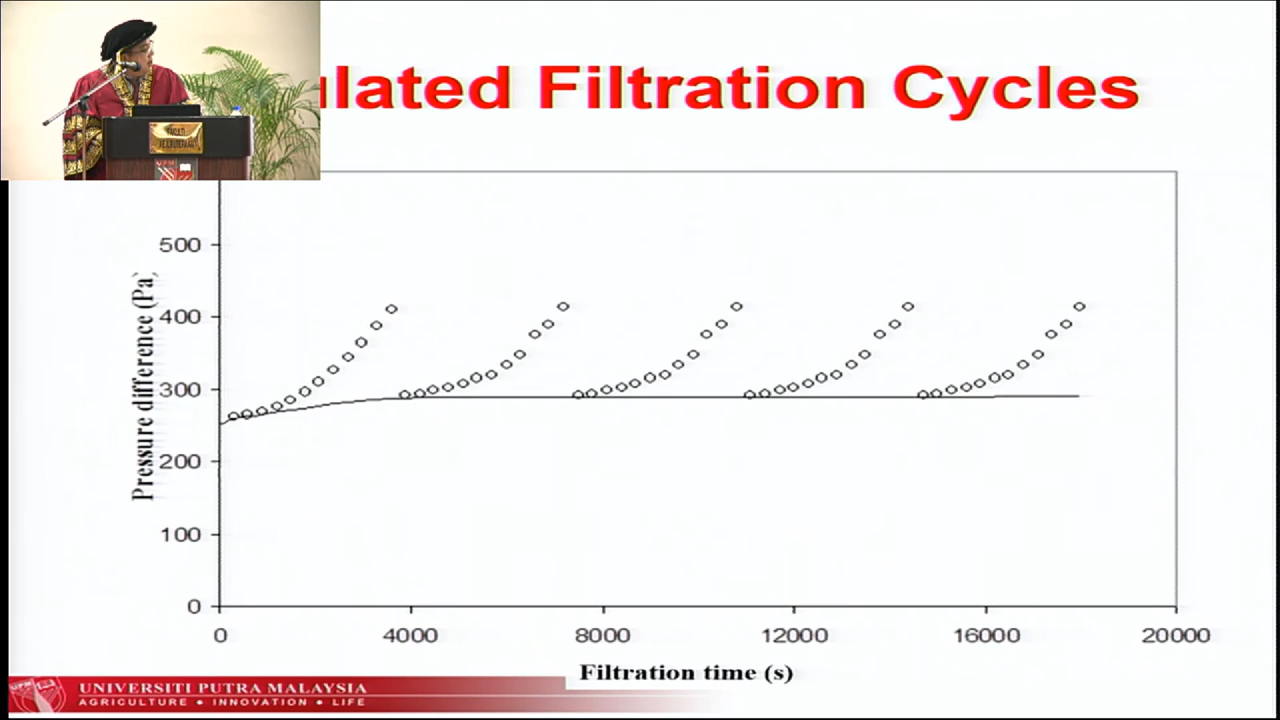 ulated Filtration Cycles
500
400
300
200
100
0
Pressure difference (Pa)
0 4000 8000 12000 16000 20000
Filtration time (s)
UNIVERSITI PUTRA MALAYSIA
AGRICULTURE • INNOVATION • LIFE